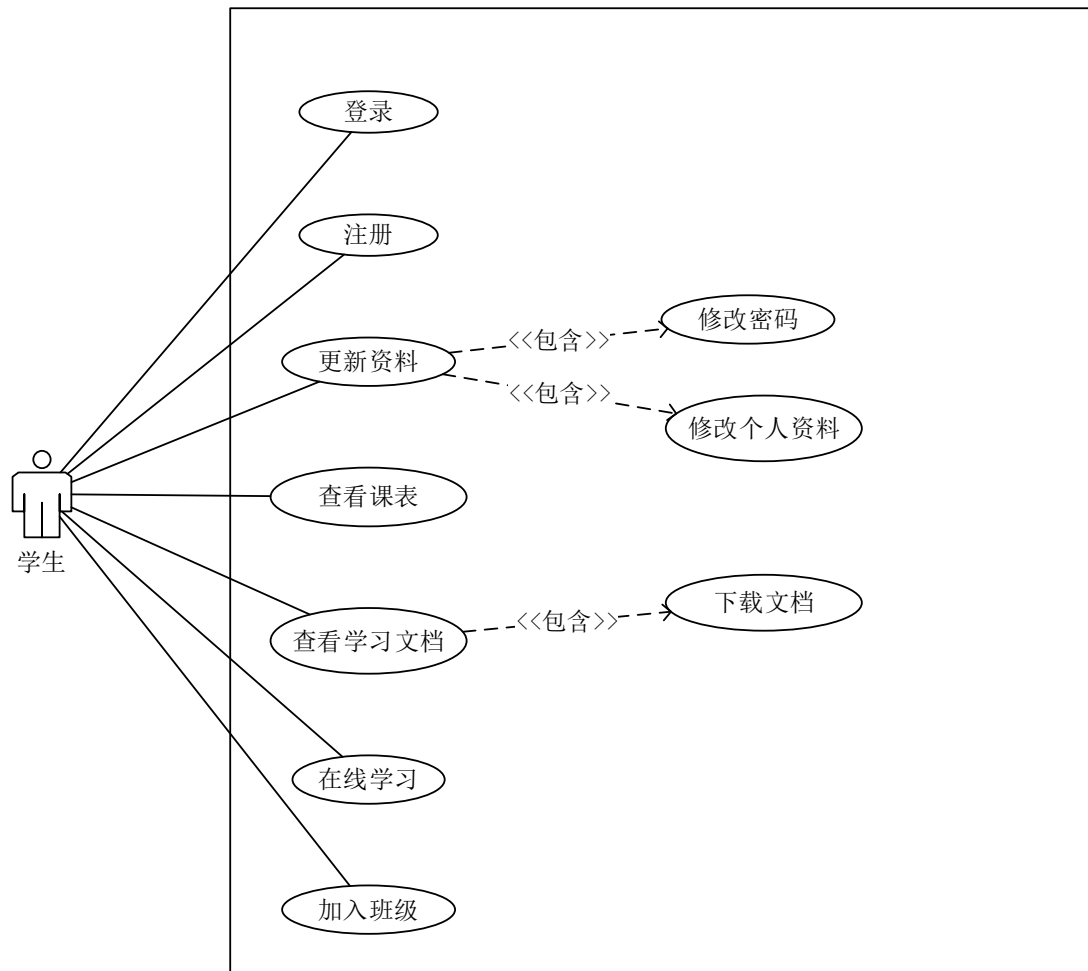 登录
注册
更新资料
<<包含>>
修改密码
<<包含>>
修改个人资料
查看课表
学生
查看学习文档
<<包含>>
下载文档
在线学习
加入班级